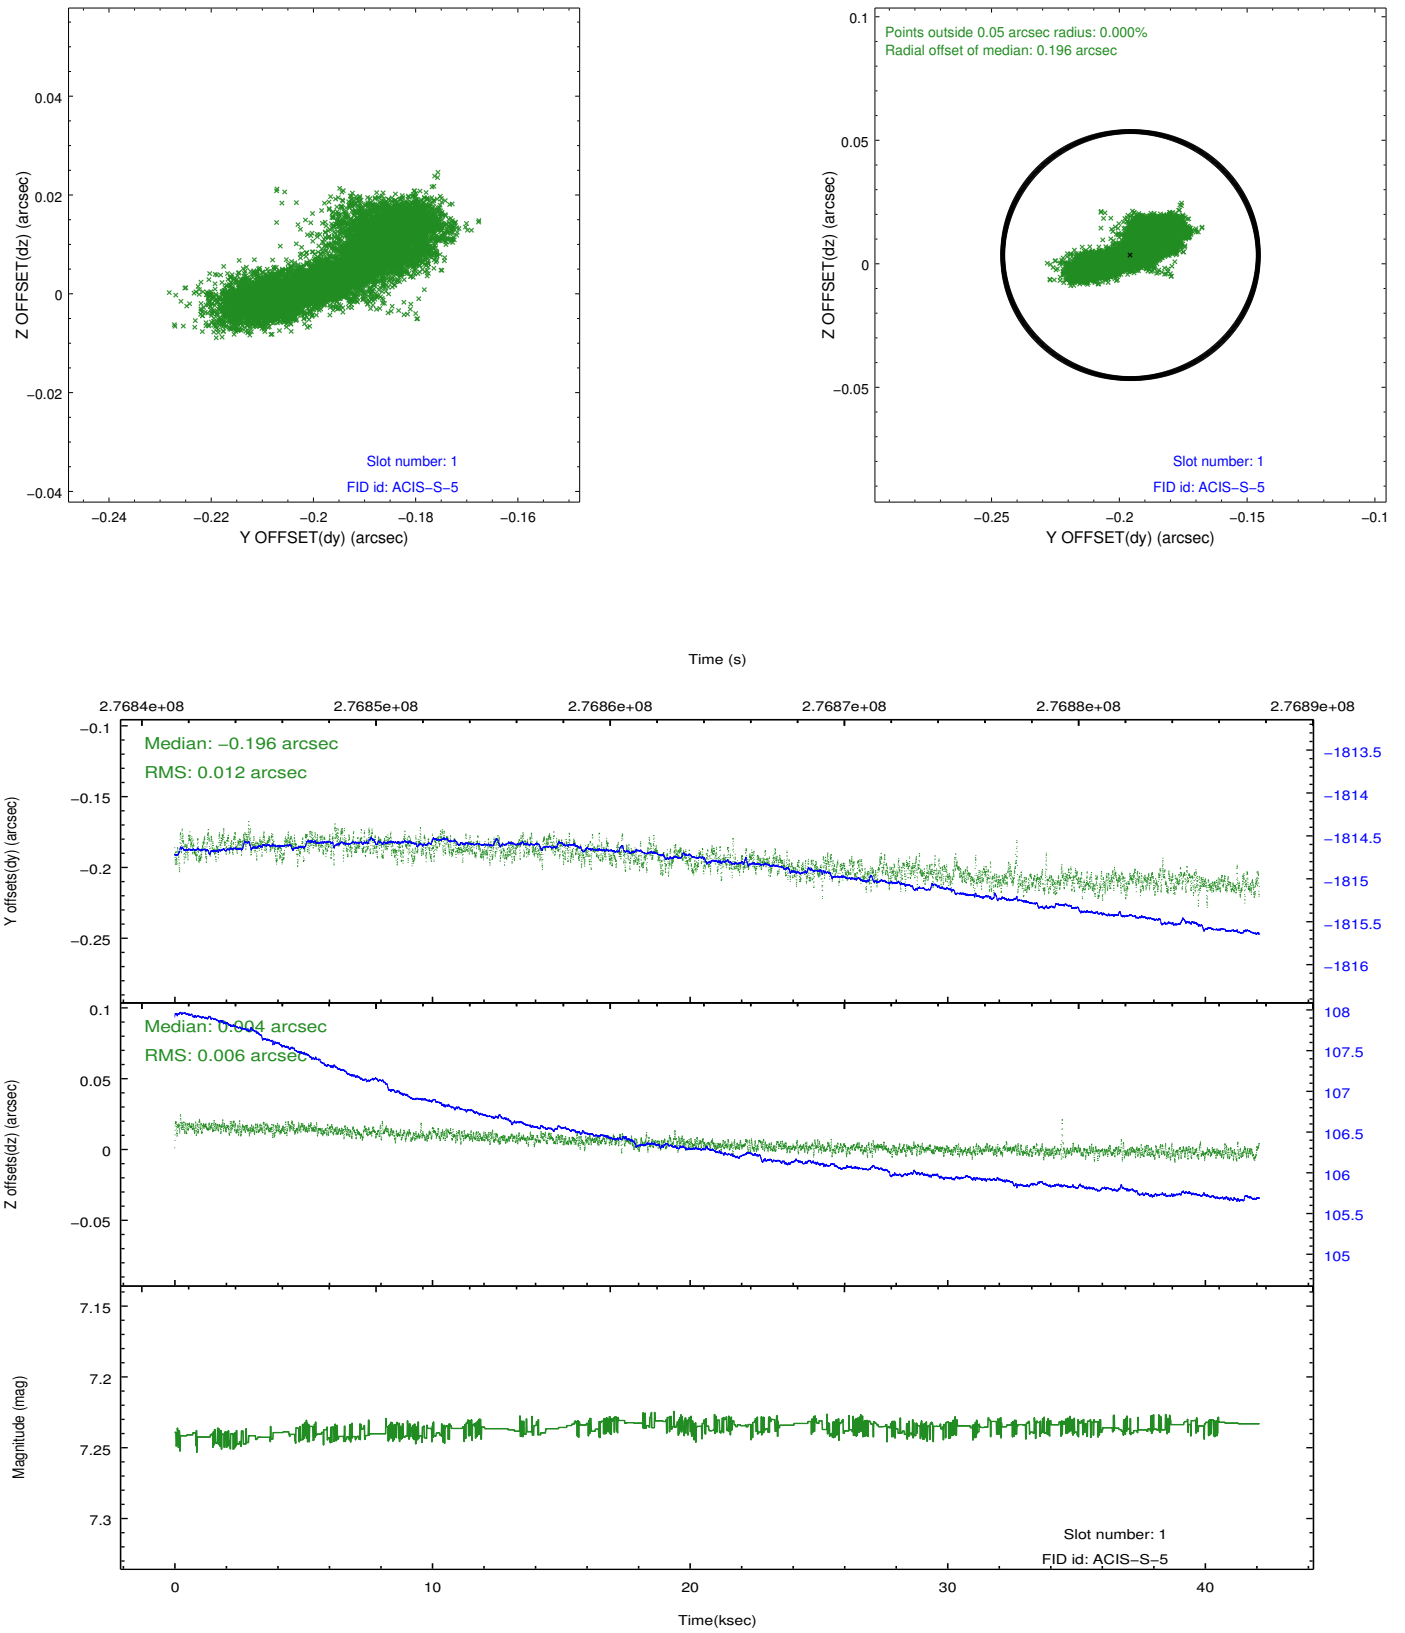 0.04
0.02
0
−0.02
−0.04
Z OFFSET(dz) (arcsec)
Slot number: 1
FID id: ACIS−S−5
−0.24
−0.22
−0.2
−0.18
−0.16
Y OFFSET(dy) (arcsec)
Points outside 0.05 arcsec radius: 0.000%
Radial offset of median: 0.196 arcsec
0.1
0.05
0
−0.05
Z OFFSET(dz) (arcsec)
Slot number: 1
FID id: ACIS−S−5
−0.25
−0.2
−0.15
−0.1
Y OFFSET(dy) (arcsec)
Time (s)
2.7684e+08
2.7685e+08
2.7686e+08
2.7687e+08
2.7688e+08
2.7689e+08
Median: −0.196 arcsec
RMS: 0.012 arcsec
−0.1
−0.15
−0.2
−0.25
Y offsets(dy) (arcsec)
−1813.5
−1814
−1814.5
−1815
−1815.5
−1816
Median: 0.004 arcsec
RMS: 0.006 arcsec
0.1
0.05
0
−0.05
Z offsets(dz) (arcsec)
108
107.5
107
106.5
106
105.5
105
7.15
7.2
7.25
7.3
Magnitude (mag)
Slot number: 1
FID id: ACIS−S−5
0
10
20
30
40
Time(ksec)